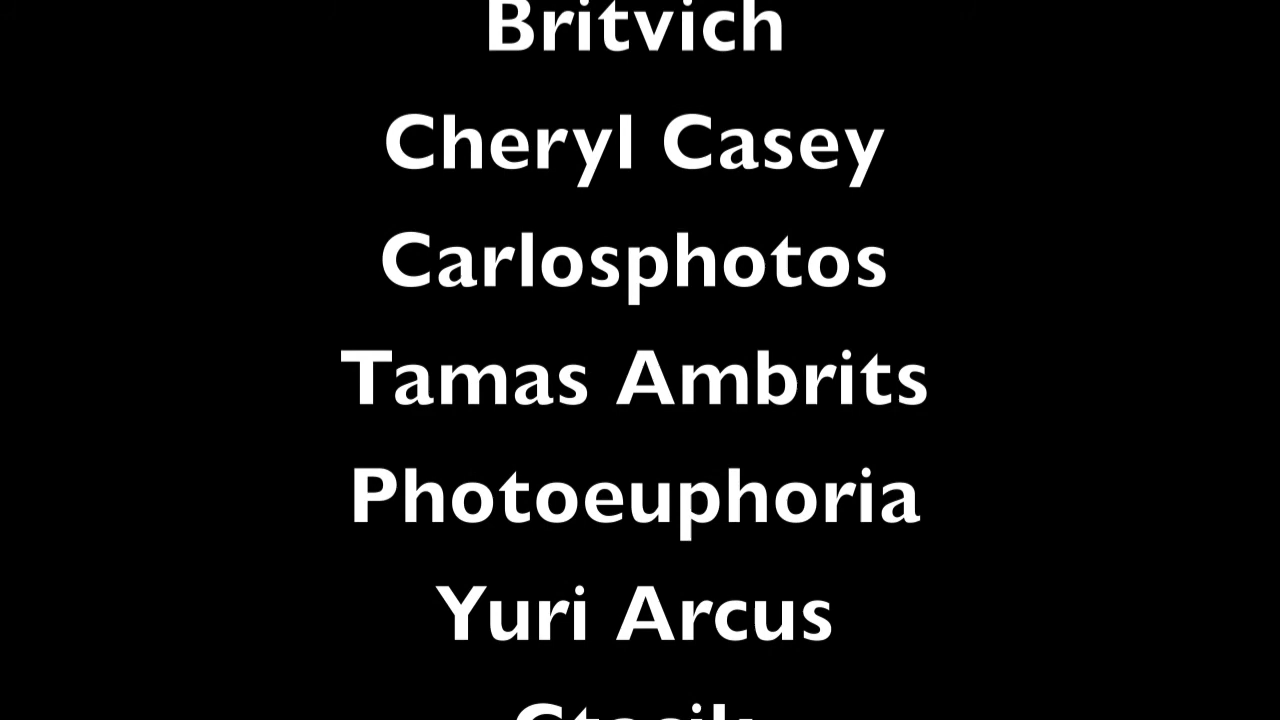 Britvich
Cheryl Casey
Carlosphotos
Tamas Ambrits
Photoeuphoria
Yuri Arcus